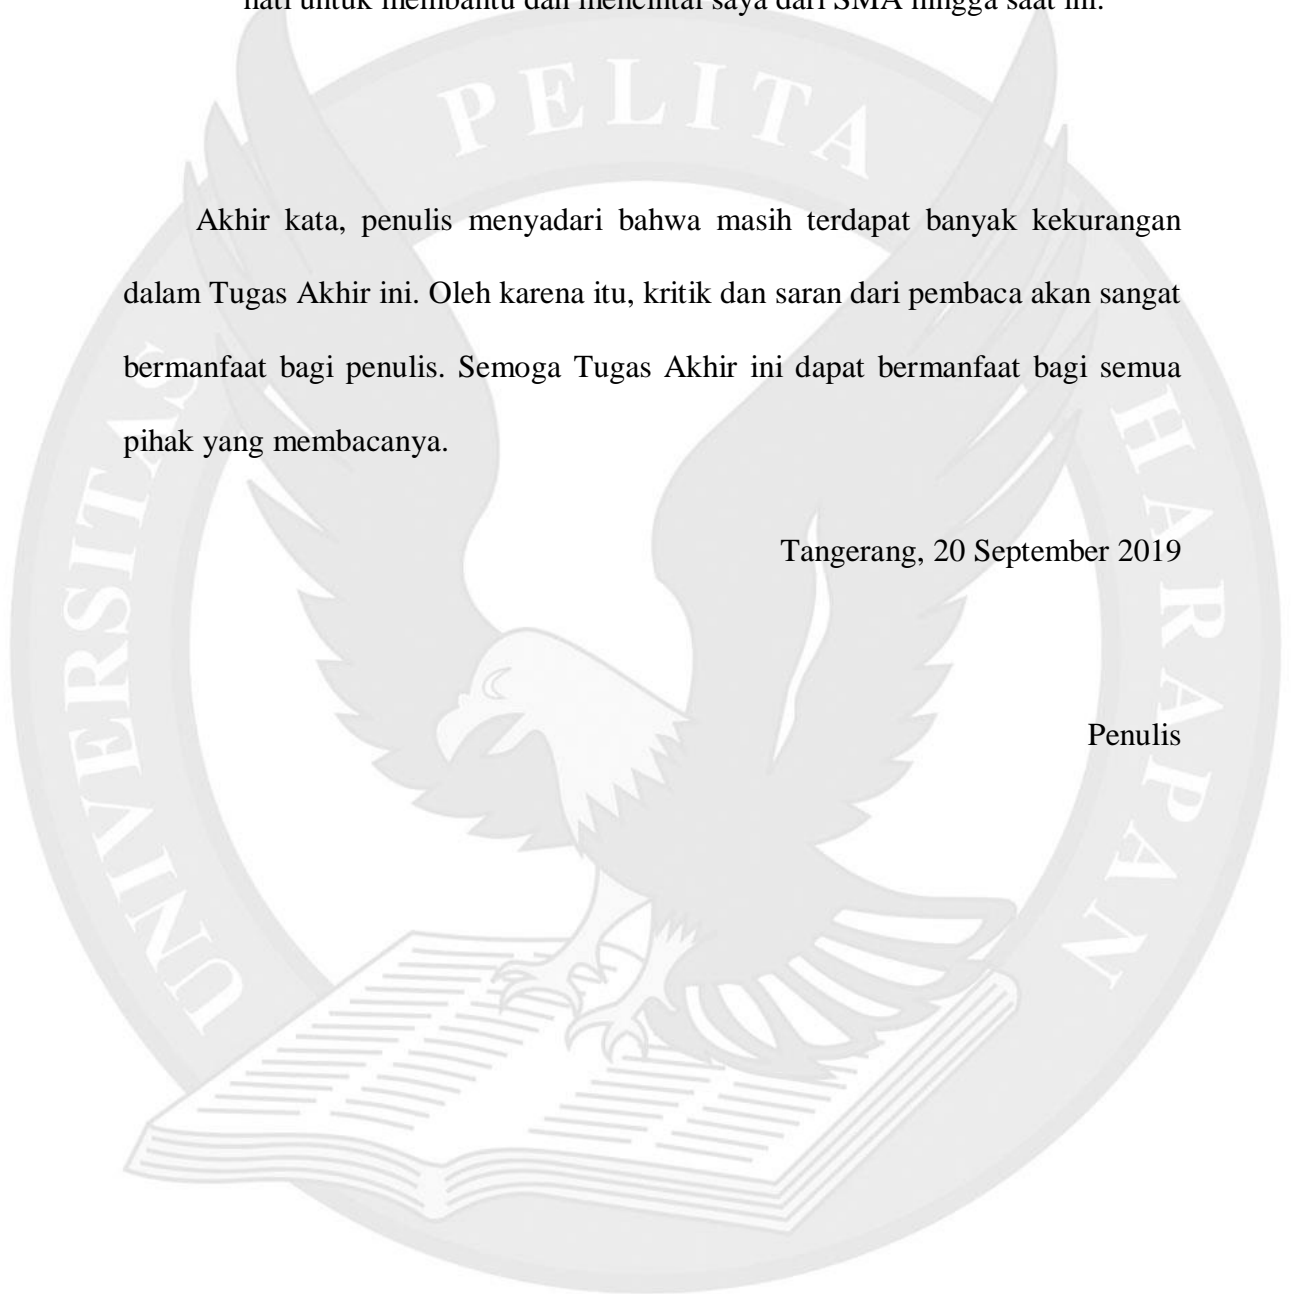 hati untuk membantu dan mencintai saya dari SMA hingga saat ini.
PELITA
Akhir kata, penulis menyadari bahwa masih terdapat banyak kekurangan
dalam Tugas Akhir ini. Oleh karena itu, kritik dan saran dari pembaca akan sangat
bermanfaat bagi penulis. Semoga Tugas Akhir ini dapat bermanfaat bagi semua
pihak yang membacanya.
Tangerang, 20 September 2019
Penulis
UNIVERSITAS
HARAPAN